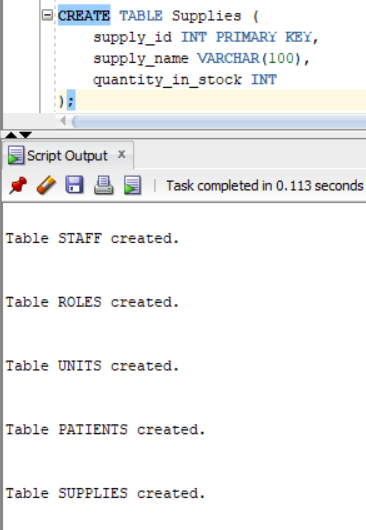 CREATE TABLE Supplies (
supply_id INT PRIMARY KEY,
supply_name VARCHAR(100),
quantity_in_stock INT
);
Script Output x
Task completed in 0.113 seconds
Table STAFF created.
Table ROLES created.
Table UNITS created.
Table PATIENTS created.
Table SUPPLIES created.